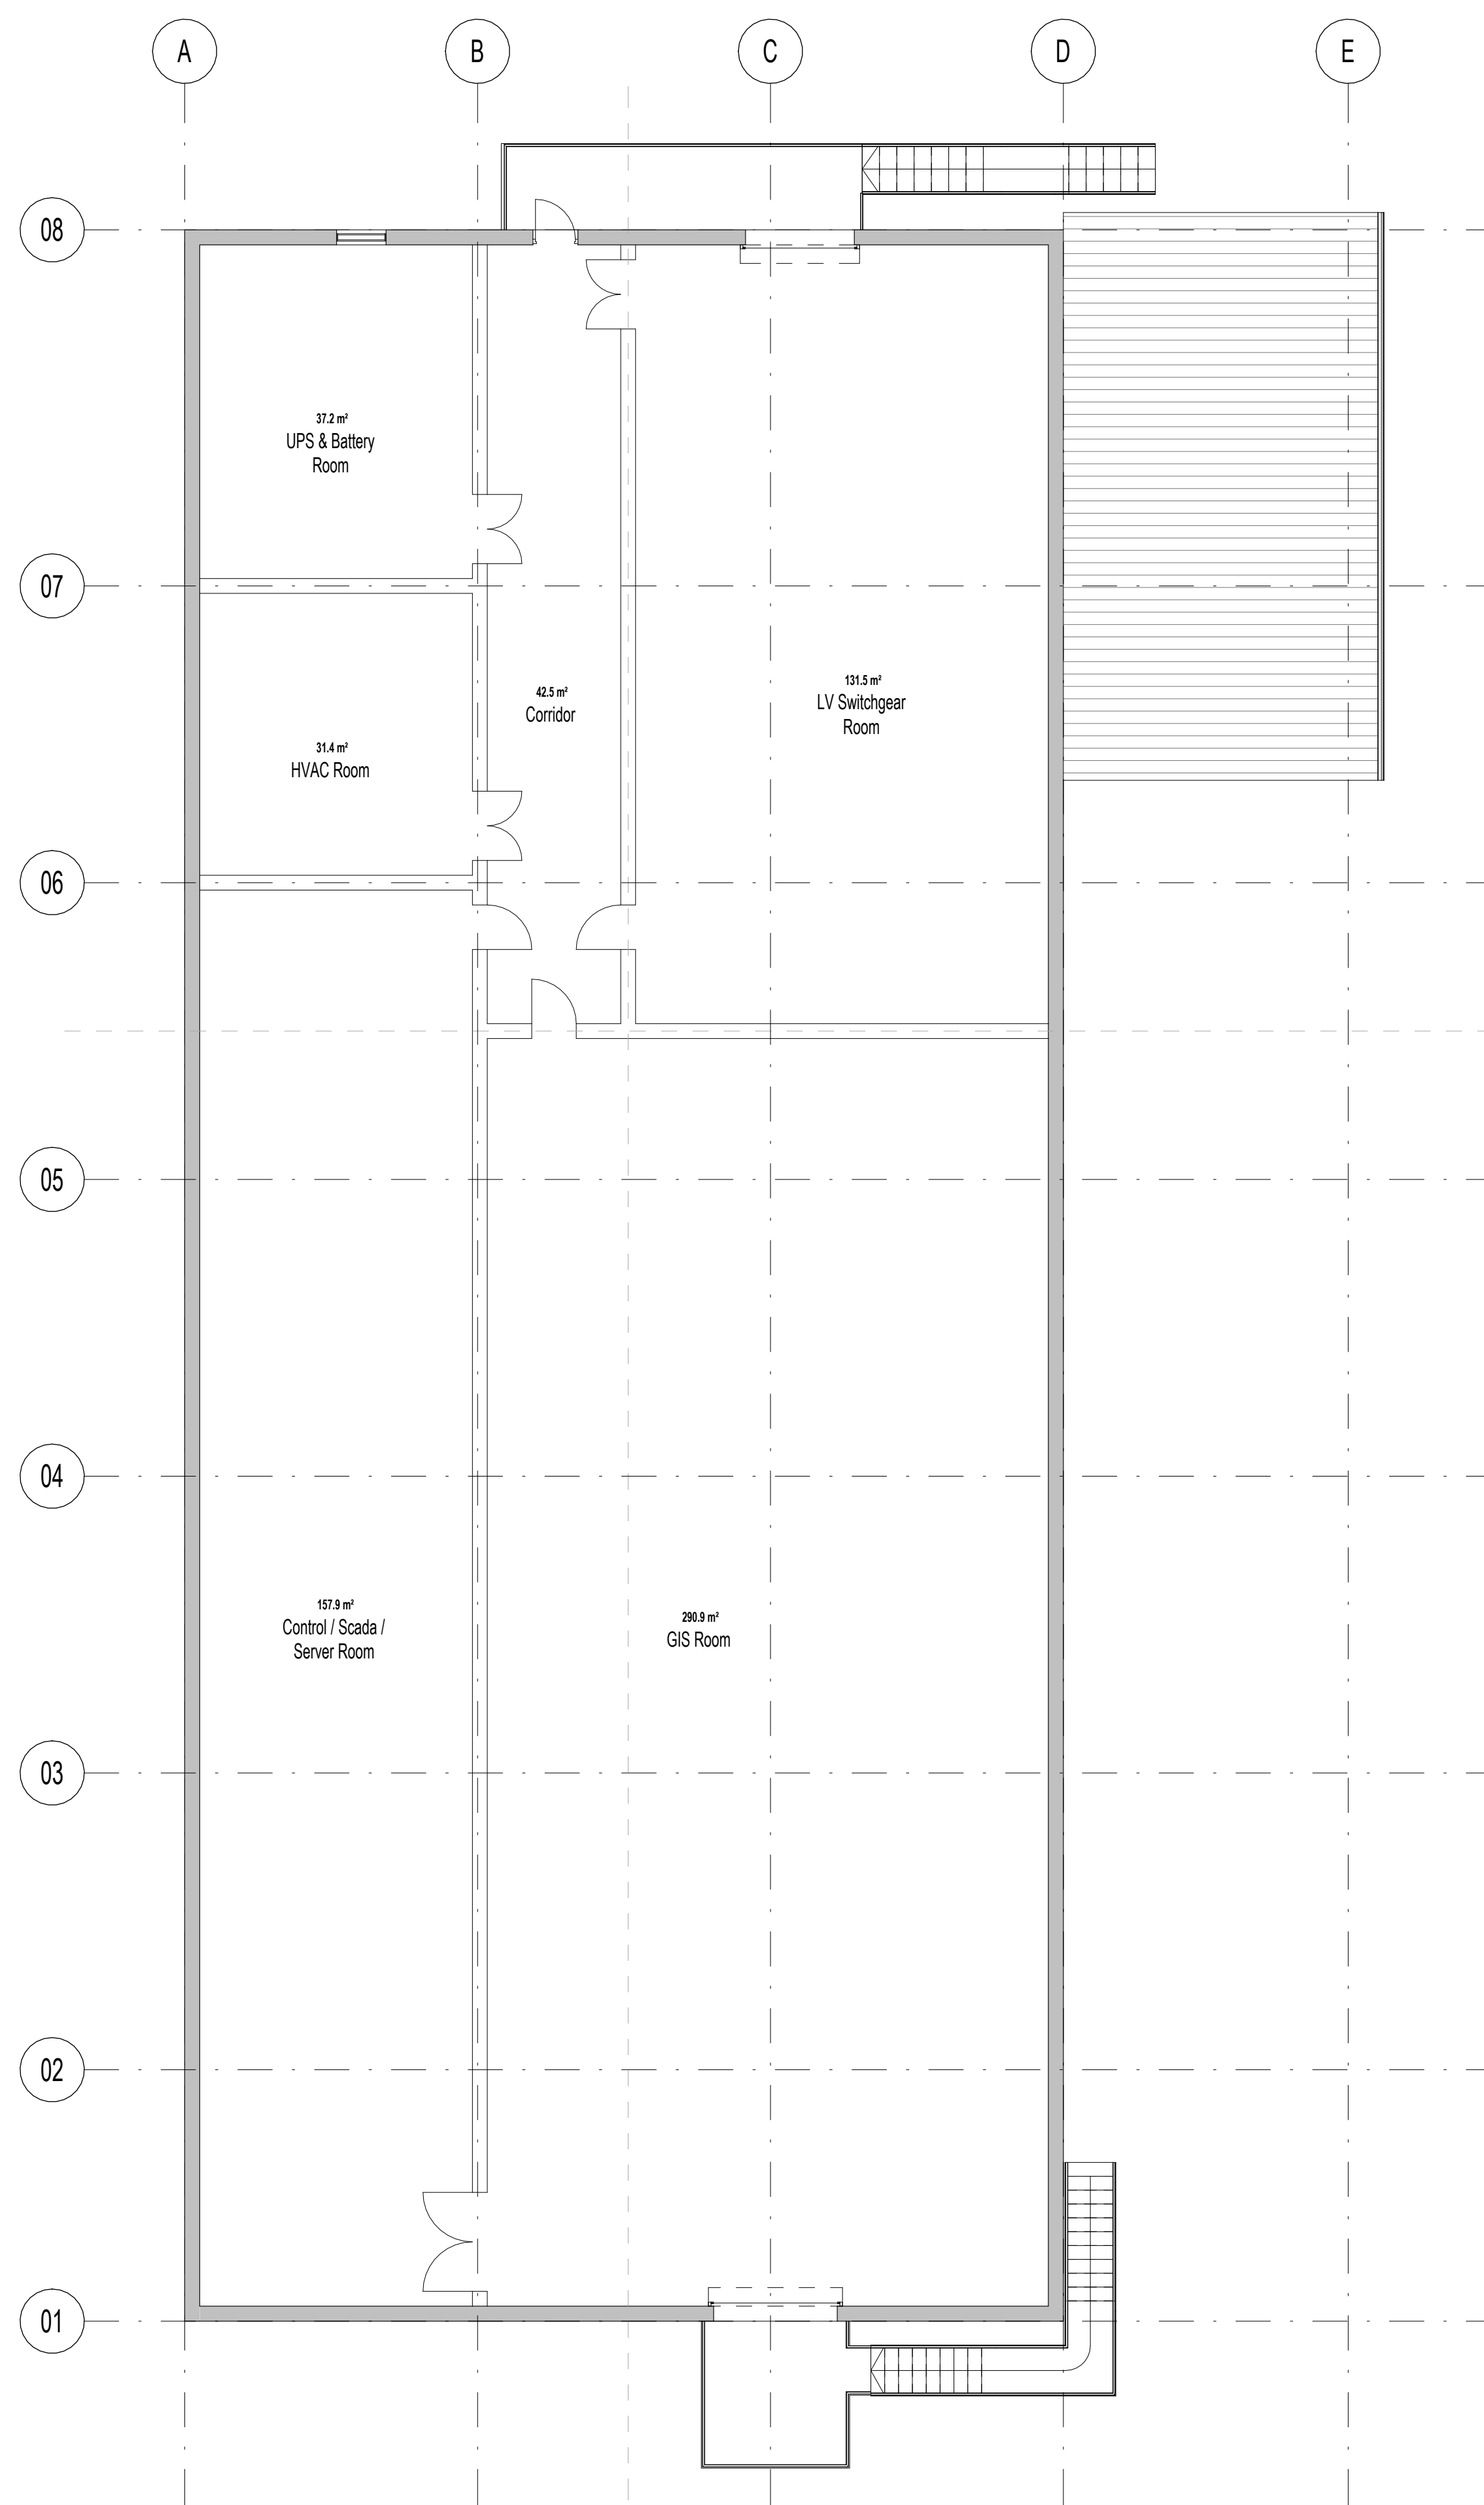 A
B
C
D
E
08
37.2 m²
UPS & Battery
Room
07
42.5 m²
Corridor
131.5 m²
LV Switchgear
Room
31.4 m²
HVAC Room
06
05
04
157.9 m²
Control / Scada /
Server Room
290.9 m²
GIS Room
03
02
01